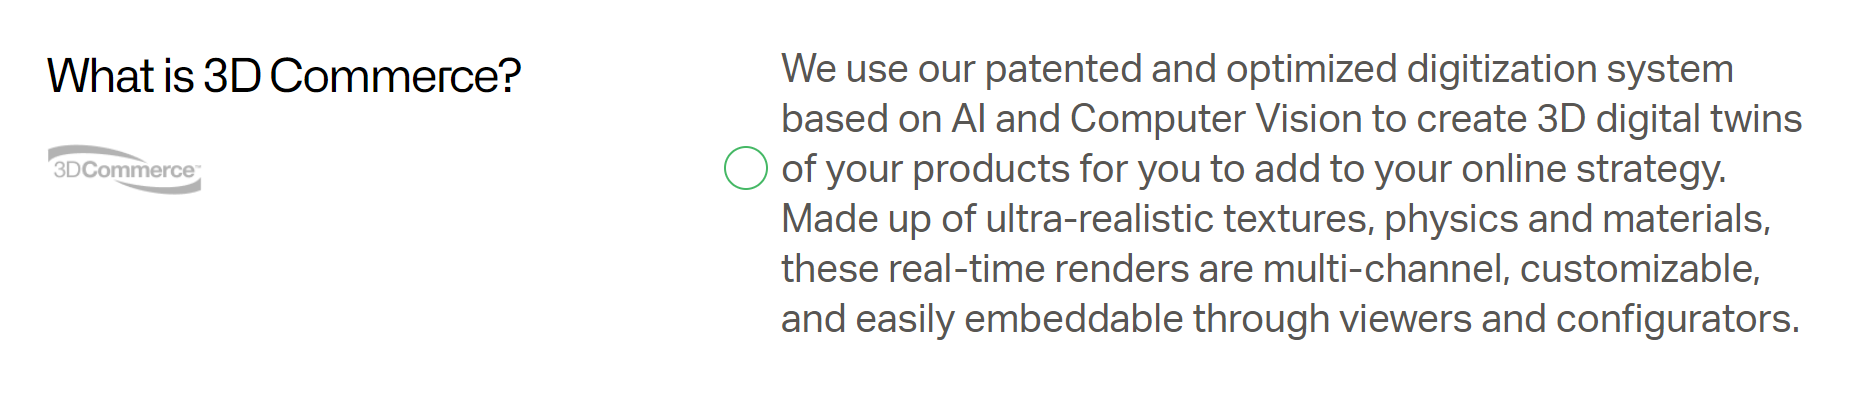 What is 3D Commerce?
3DCommerce™
We use our patented and optimized digitization system
based on AI and Computer Vision to create 3D digital twins
of your products for you to add to your online strategy.
Made up of ultra-realistic textures, physics and materials,
these real-time renders are multi-channel, customizable,
and easily embeddable through viewers and configurators.